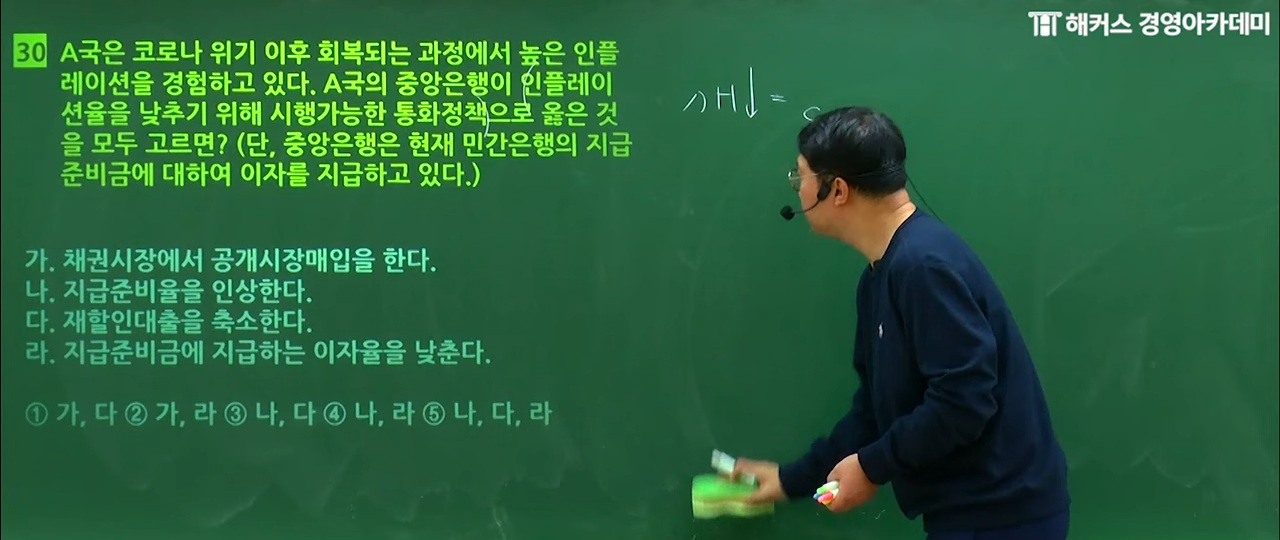 해커스 경영아카데미
30 A국은 코로나 위기 이후 회복되는 과정에서 높은 인플
레이션을 경험하고 있다. A국의 중앙은행이 인플레이
션율을 낮추기 위해 시행가능한 통화정책으로 옳은 것
을 모두 고르면? (단, 중앙은행은 현재 민간은행의 지급
준비금에 대하여 이자를 지급하고 있다.)
가. 채권시장에서 공개시장매입을 한다.
나. 지급준비율을 인상한다.
다. 재할인대출을 축소한다.
라. 지급준비금에 지급하는 이자율을 낮춘다.
① 가, 다 ② 가, 라 ③ 나, 다 ④ 나, 라 ⑤ 나, 다, 라
H↓ =